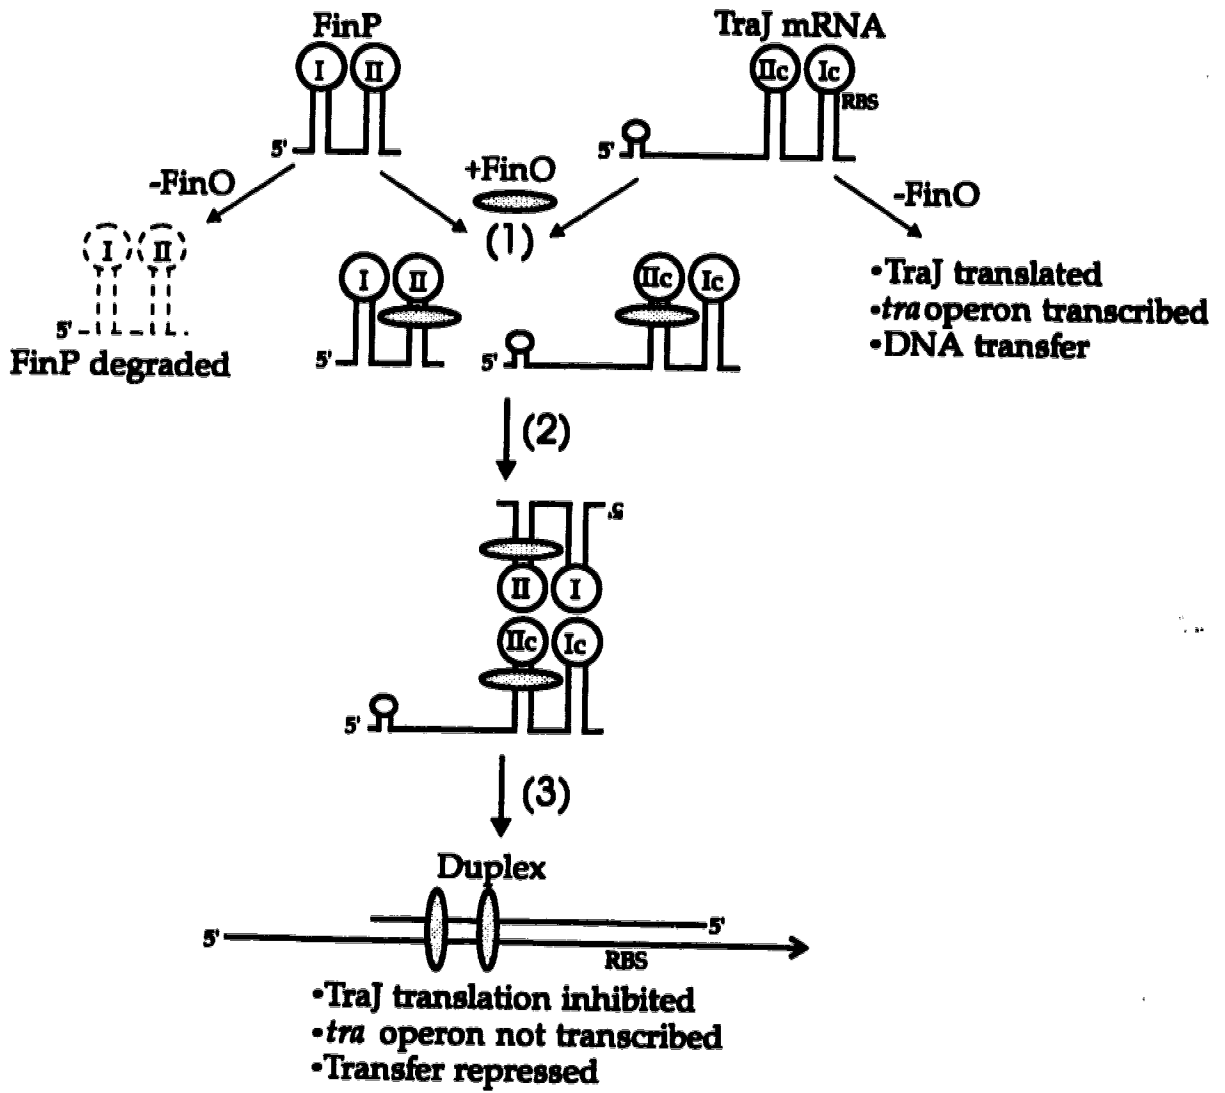 FinP
TraJ mRNA
I II
IIc Ic
RBS
5'
5'
-FinO
+FinO
-FinO
(1)
I II
5'
FinP degraded
I II
5'
IIc Ic
5'
•TraJ translated
•tra operon transcribed
•DNA transfer
(2)
5'
II I
IIc Ic
5'
(3)
Duplex
5'
5'
RBS
•TraJ translation inhibited
•tra operon not transcribed
•Transfer repressed